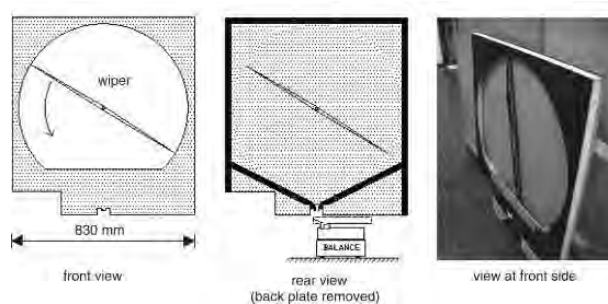 wiper
830 mm
front view
BALANCE
rear view
(back plate removed)
view at front side